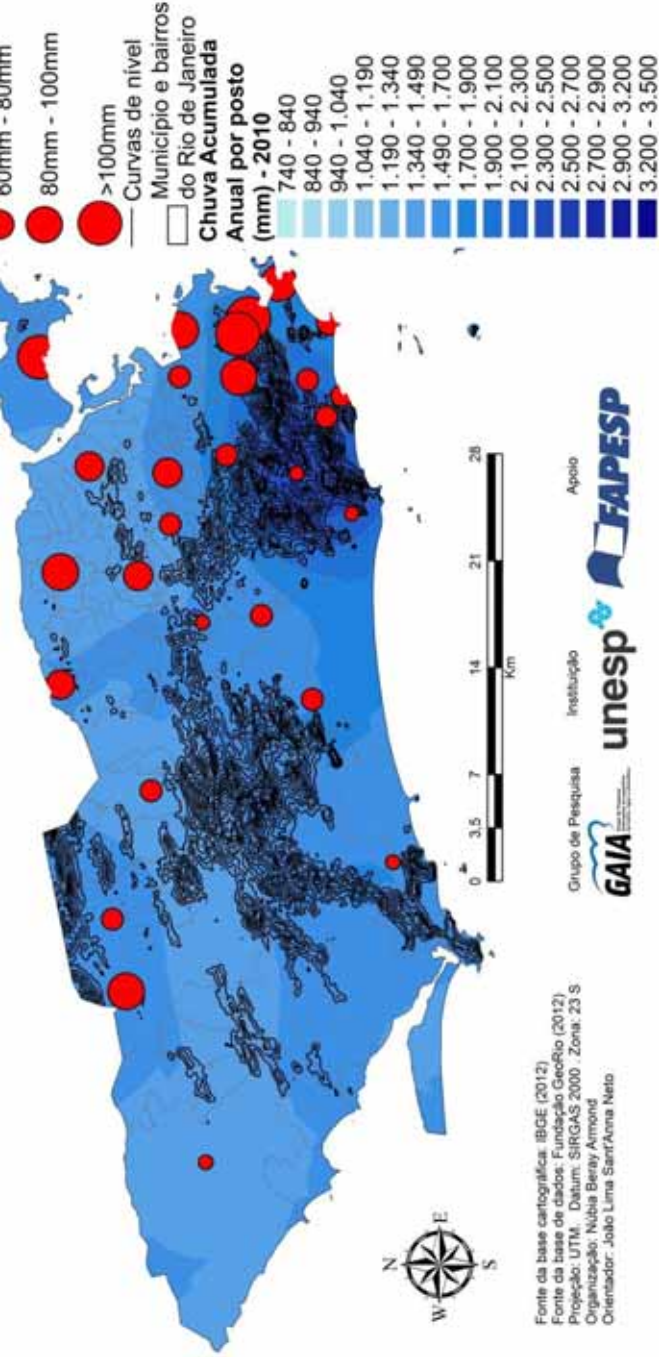 60mm - 80mm
80mm - 100mm
>100mm
Curvas de nível
Município e bairros
do Rio de Janeiro
Chuva Acumulada
Anual por posto
(mm) - 2010
740 - 840
840 - 940
940 - 1.040
1.040 - 1.190
1.190 - 1.340
1.340 - 1.490
1.490 - 1.700
1.700 - 1.900
1.900 - 2.100
2.100 - 2.300
2.300 - 2.500
2.500 - 2.700
2.700 - 2.900
2.900 - 3.200
3.200 - 3.500
N
W E
S
0 3,5 7 14 21 28
Km
Fonte da base cartográfica: IBGE (2012)
Fonte da base de dados: Fundação GeoRio (2012)
Projeção: UTM. Datum: SIRGAS 2000 . Zona: 23 S
Organização: Núbia Beray Armond
Orientador: João Lima Sant'Anna Neto
Grupo de Pesquisa
GAIA
Instituição
unesp
Apoio
FAPESP